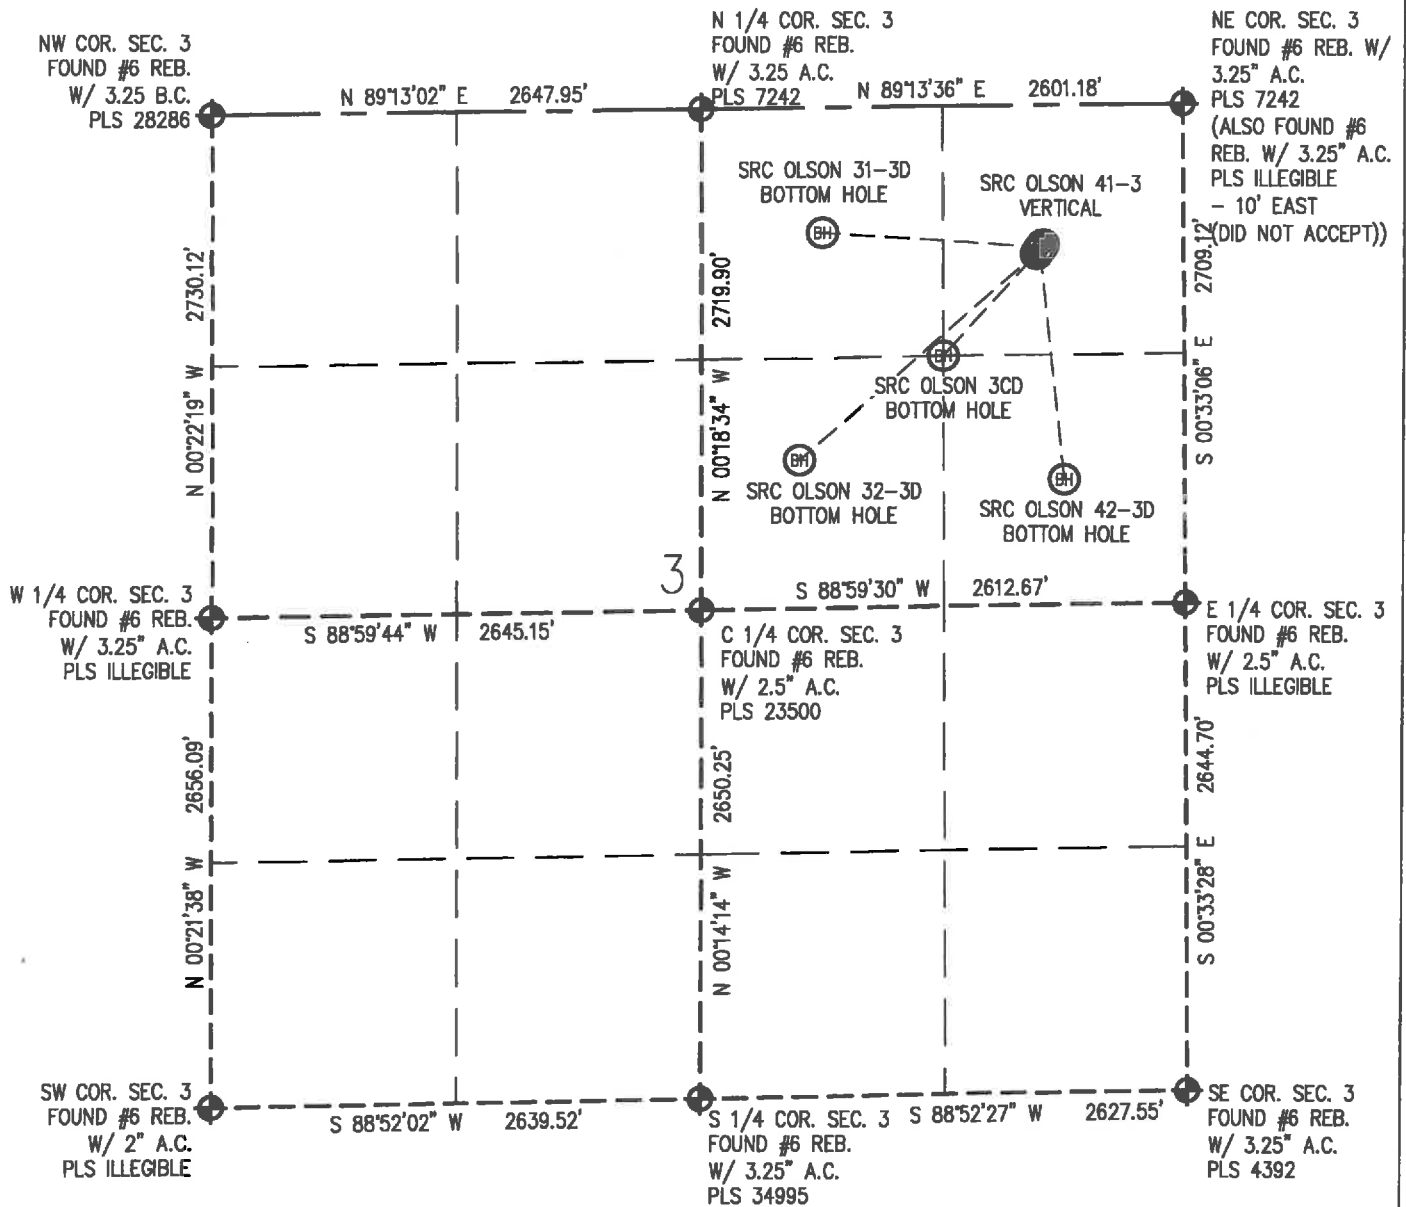 NW COR. SEC. 3
FOUND #6 REB.
W/ 3.25 B.C.
PLS 28286
N 89°13'02" E 2647.95'
N 1/4 COR. SEC. 3
FOUND #6 REB.
W/ 3.25 A.C.
PLS 7242
N 89°13'36" E 2601.18'
NE COR. SEC. 3
FOUND #6 REB. W/
3.25" A.C.
PLS 7242
(ALSO FOUND #6
REB. W/ 3.25" A.C.
PLS ILLEGIBLE
- 10' EAST
(DID NOT ACCEPT))
SRC OLSON 31-3D
BOTTOM HOLE
BH
SRC OLSON 41-3
VERTICAL
N 00°22'19" W 2730.12'
N 00°18'34" W 2719.90'
S 00°33'06" E 2709.12'
BH
SRC OLSON 3CD
BOTTOM HOLE
BH
SRC OLSON 32-3D
BOTTOM HOLE
BH
SRC OLSON 42-3D
BOTTOM HOLE
3
W 1/4 COR. SEC. 3
FOUND #6 REB.
W/ 3.25" A.C.
PLS ILLEGIBLE
S 88°59'44" W 2645.15'
S 88°59'30" W 2612.67'
C 1/4 COR. SEC. 3
FOUND #6 REB.
W/ 2.5" A.C.
PLS 23500
E 1/4 COR. SEC. 3
FOUND #6 REB.
W/ 2.5" A.C.
PLS ILLEGIBLE
N 00°21'38" W 2656.09'
N 00°14'14" W 2650.25'
S 00°33'28" E 2644.70'
SW COR. SEC. 3
FOUND #6 REB.
W/ 2" A.C.
PLS ILLEGIBLE
S 88°52'02" W 2639.52'
S 1/4 COR. SEC. 3
FOUND #6 REB.
W/ 3.25" A.C.
PLS 34995
S 88°52'27" W 2627.55'
SE COR. SEC. 3
FOUND #6 REB.
W/ 3.25" A.C.
PLS 4392